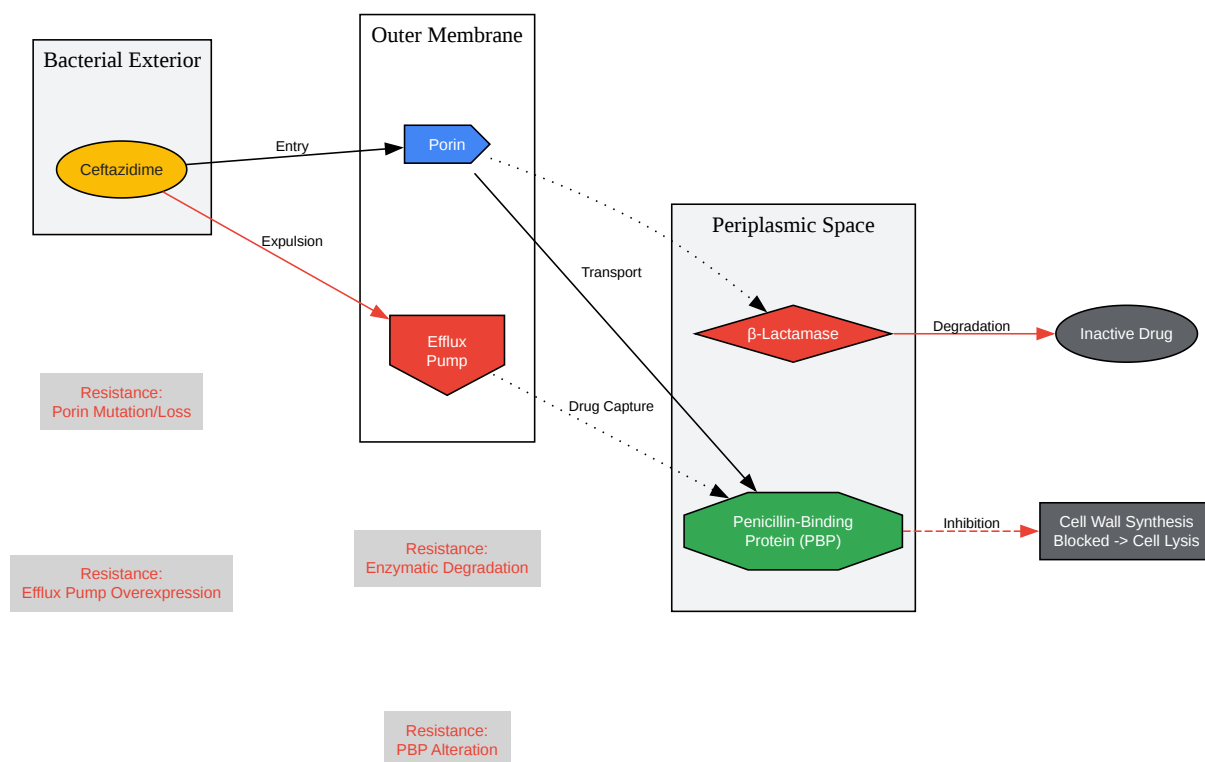 Bacterial Exterior
Ceftazidime
Entry
Expulsion
Outer Membrane
Porin
Efflux
Pump
Transport
Drug Capture
Periplasmic Space
β-Lactamase
Degradation
Inactive Drug
Penicillin-Binding
Protein (PBP)
Inhibition
Cell Wall Synthesis
Blocked -> Cell Lysis
Resistance:
Porin Mutation/Loss
Resistance:
Efflux Pump Overexpression
Resistance:
Enzymatic Degradation
Resistance:
PBP Alteration